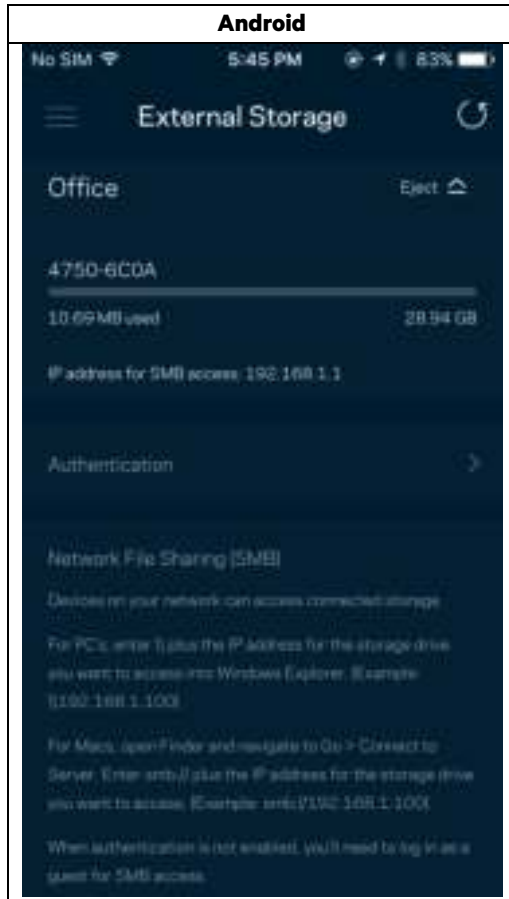 Android
No SIM 5:45 PM 83%
External Storage
Office Eject
4750-6C0A
10.69 MB used 28.94 GB
IP address for SMB access: 192.168.1.1
Authentication
Network File Sharing (SMB)
Devices on your network can access connected storage
For PC's, enter \\ plus the IP address for the storage drive
you want to access into Windows Explorer. (Example
\\192.168.1.100)
For Macs, open Finder and navigate to Go > Connect to
Server. Enter smb:// plus the IP address for the storage drive
you want to access. (Example: smb://192.168.1.100)
When authentication is not enabled, you'll need to log in as a
guest for SMB access.